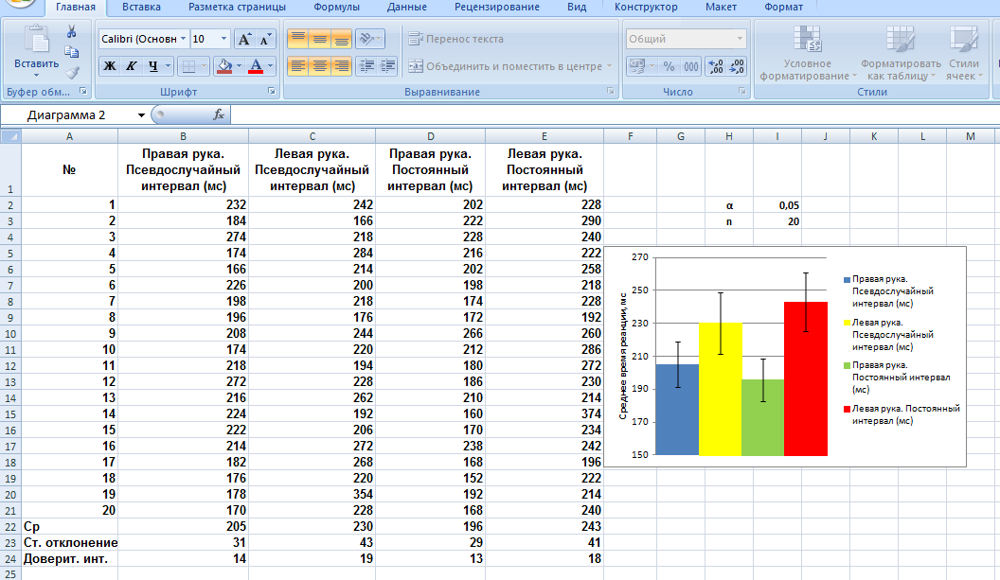 Главная Вставка Разметка страницы Формулы Данные Рецензирование Вид Конструктор Макет Формат
Вставить
Calibri (Основн 10
Ж К Ч
Перенос текста
Объединить и поместить в центре
Общий
% 000
Условное форматирование
Форматировать как таблицу
Стили ячеек
Буфер обм... Шрифт Выравнивание Число Стили
Диаграмма 2 fx
A B C D E F G H I J K L M
1 № Правая рука. Псевдослучайный интервал (мс) Левая рука. Псевдослучайный интервал (мс) Правая рука. Постоянный интервал (мс) Левая рука. Постоянный интервал (мс)
2 1 232 242 202 228 α 0,05
3 2 184 166 222 290 n 20
4 3 274 218 228 240
5 4 174 284 216 222
6 5 166 214 202 258
7 6 226 200 198 218
8 7 198 218 174 228
9 8 196 176 172 192
10 9 208 244 266 260
11 10 174 220 212 286
12 11 218 194 180 272
13 12 272 228 186 230
14 13 216 262 210 214
15 14 224 192 160 374
16 15 222 206 170 234
17 16 214 272 238 242
18 17 182 268 168 196
19 18 176 220 152 222
20 19 178 354 192 214
21 20 170 228 168 240
22 Ср 205 230 196 243
23 Ст. отклонение 31 43 29 41
24 Доверит. инт. 14 19 13 18
25
Среднее время реакции, мс
270
250
230
210
190
170
150
Правая рука.
Псевдослучайный
интервал (мс)
Левая рука.
Псевдослучайный
интервал (мс)
Правая рука.
Постоянный интервал
(мс)
Левая рука. Постоянный
интервал (мс)